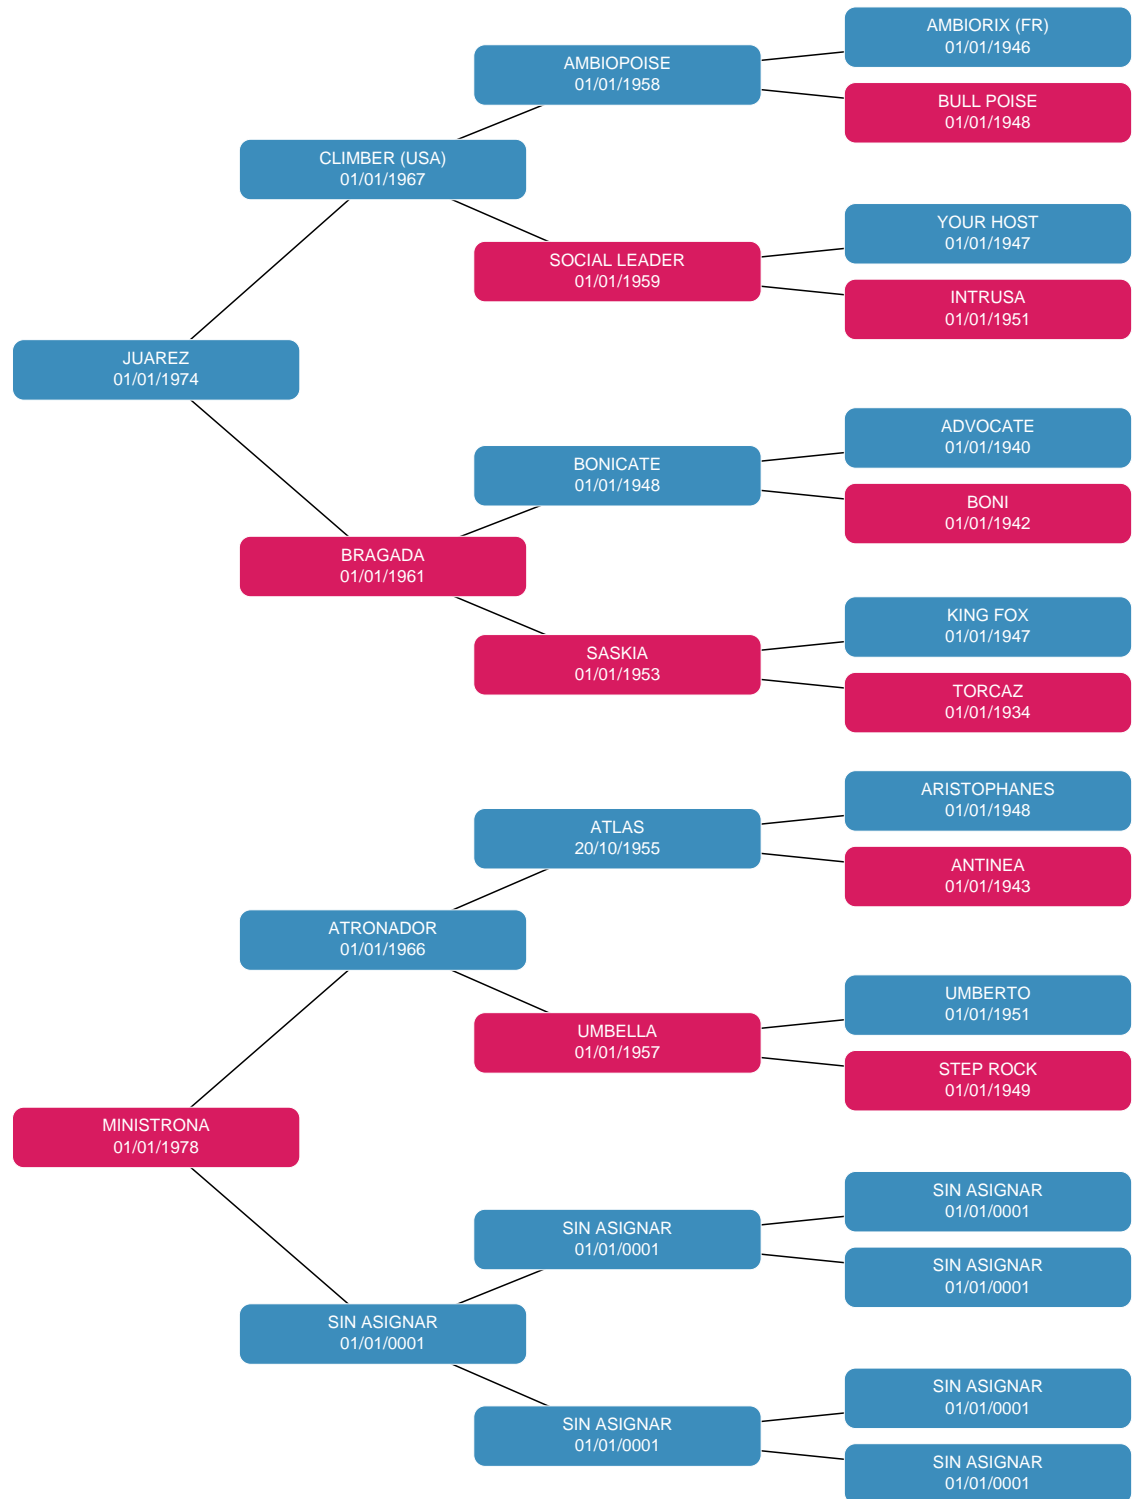 AMBIORIX (FR)
01/01/1946
AMBIOPOISE
01/01/1958
BULL POISE
01/01/1948
CLIMBER (USA)
01/01/1967
YOUR HOST
01/01/1947
SOCIAL LEADER
01/01/1959
INTRUSA
01/01/1951
JUAREZ
01/01/1974
ADVOCATE
01/01/1940
BONICATE
01/01/1948
BONI
01/01/1942
BRAGADA
01/01/1961
KING FOX
01/01/1947
SASKIA
01/01/1953
TORCAZ
01/01/1934
ARISTOPHANES
01/01/1948
ATLAS
20/10/1955
ANTINEA
01/01/1943
ATRONADOR
01/01/1966
UMBERTO
01/01/1951
UMBELLA
01/01/1957
STEP ROCK
01/01/1949
MINISTRONA
01/01/1978
SIN ASIGNAR
01/01/0001
SIN ASIGNAR
01/01/0001
SIN ASIGNAR
01/01/0001
SIN ASIGNAR
01/01/0001
SIN ASIGNAR
01/01/0001
SIN ASIGNAR
01/01/0001
SIN ASIGNAR
01/01/0001